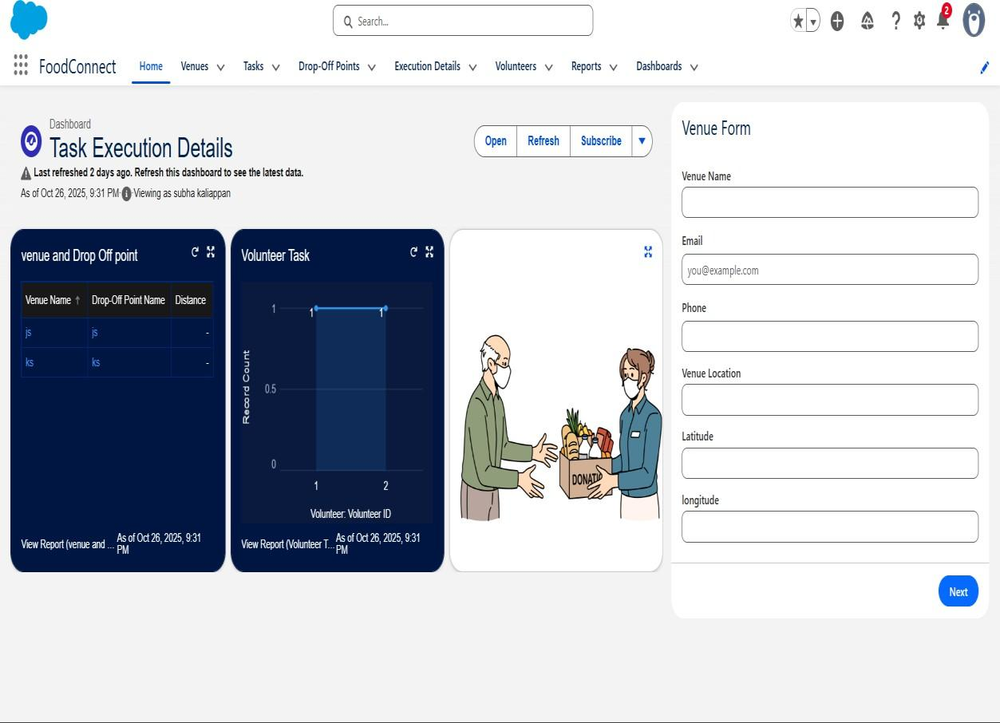 Search...
2
FoodConnect
Home
Venues
Tasks
Drop-Off Points
Execution Details
Volunteers
Reports
Dashboards
Dashboard
Task Execution Details
Last refreshed 2 days ago. Refresh this dashboard to see the latest data.
As of Oct 26, 2025, 9:31 PM Viewing as subha kaliappan
Open
Refresh
Subscribe
venue and Drop Off point
Venue Name ↑ Drop-Off Point Name Distance
js js -
ks ks -
View Report (venue and ...
As of Oct 26, 2025, 9:31
PM
Volunteer Task
Record Count
1
0.5
0
1 1
1 2
Volunteer: Volunteer ID
View Report (Volunteer T...
As of Oct 26, 2025, 9:31
PM
DONATI
Venue Form
Venue Name
Email
you@example.com
Phone
Venue Location
Latitude
longitude
Next